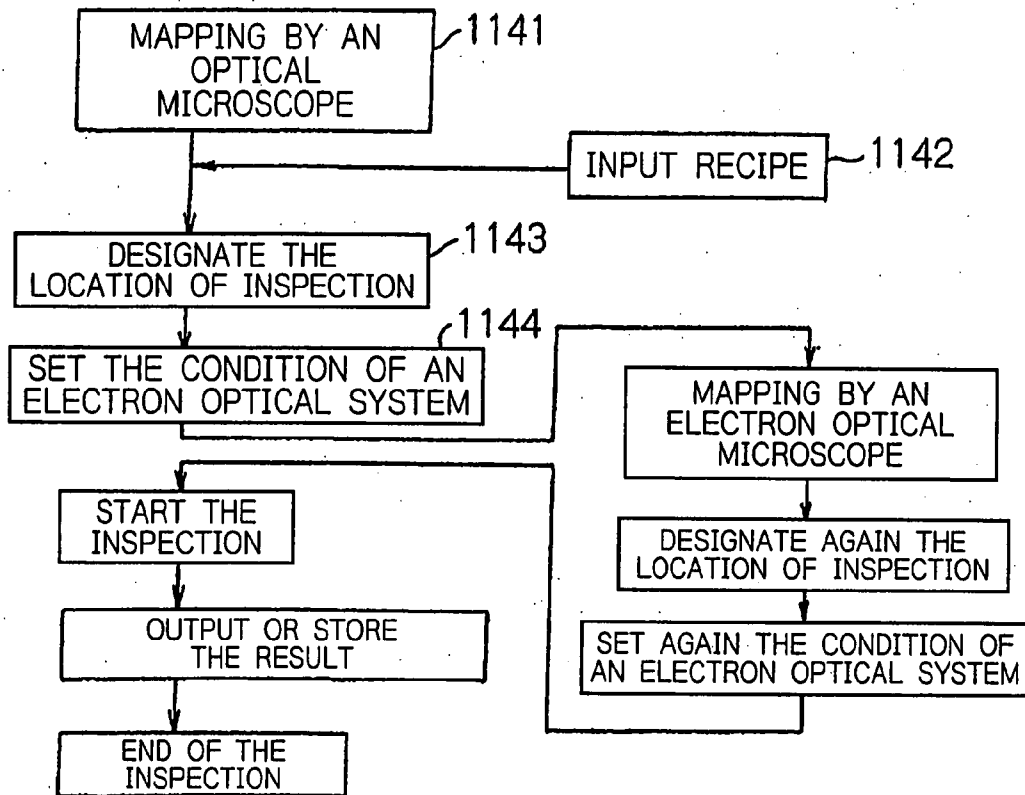 MAPPING BY AN
OPTICAL
MICROSCOPE
1141
INPUT RECIPE
1142
DESIGNATE THE
LOCATION OF INSPECTION
1143
SET THE CONDITION OF AN
ELECTRON OPTICAL SYSTEM
1144
MAPPING BY AN
ELECTRON OPTICAL
MICROSCOPE
DESIGNATE AGAIN THE
LOCATION OF INSPECTION
SET AGAIN THE CONDITION OF
AN ELECTRON OPTICAL SYSTEM
START THE
INSPECTION
OUTPUT OR STORE
THE RESULT
END OF THE
INSPECTION